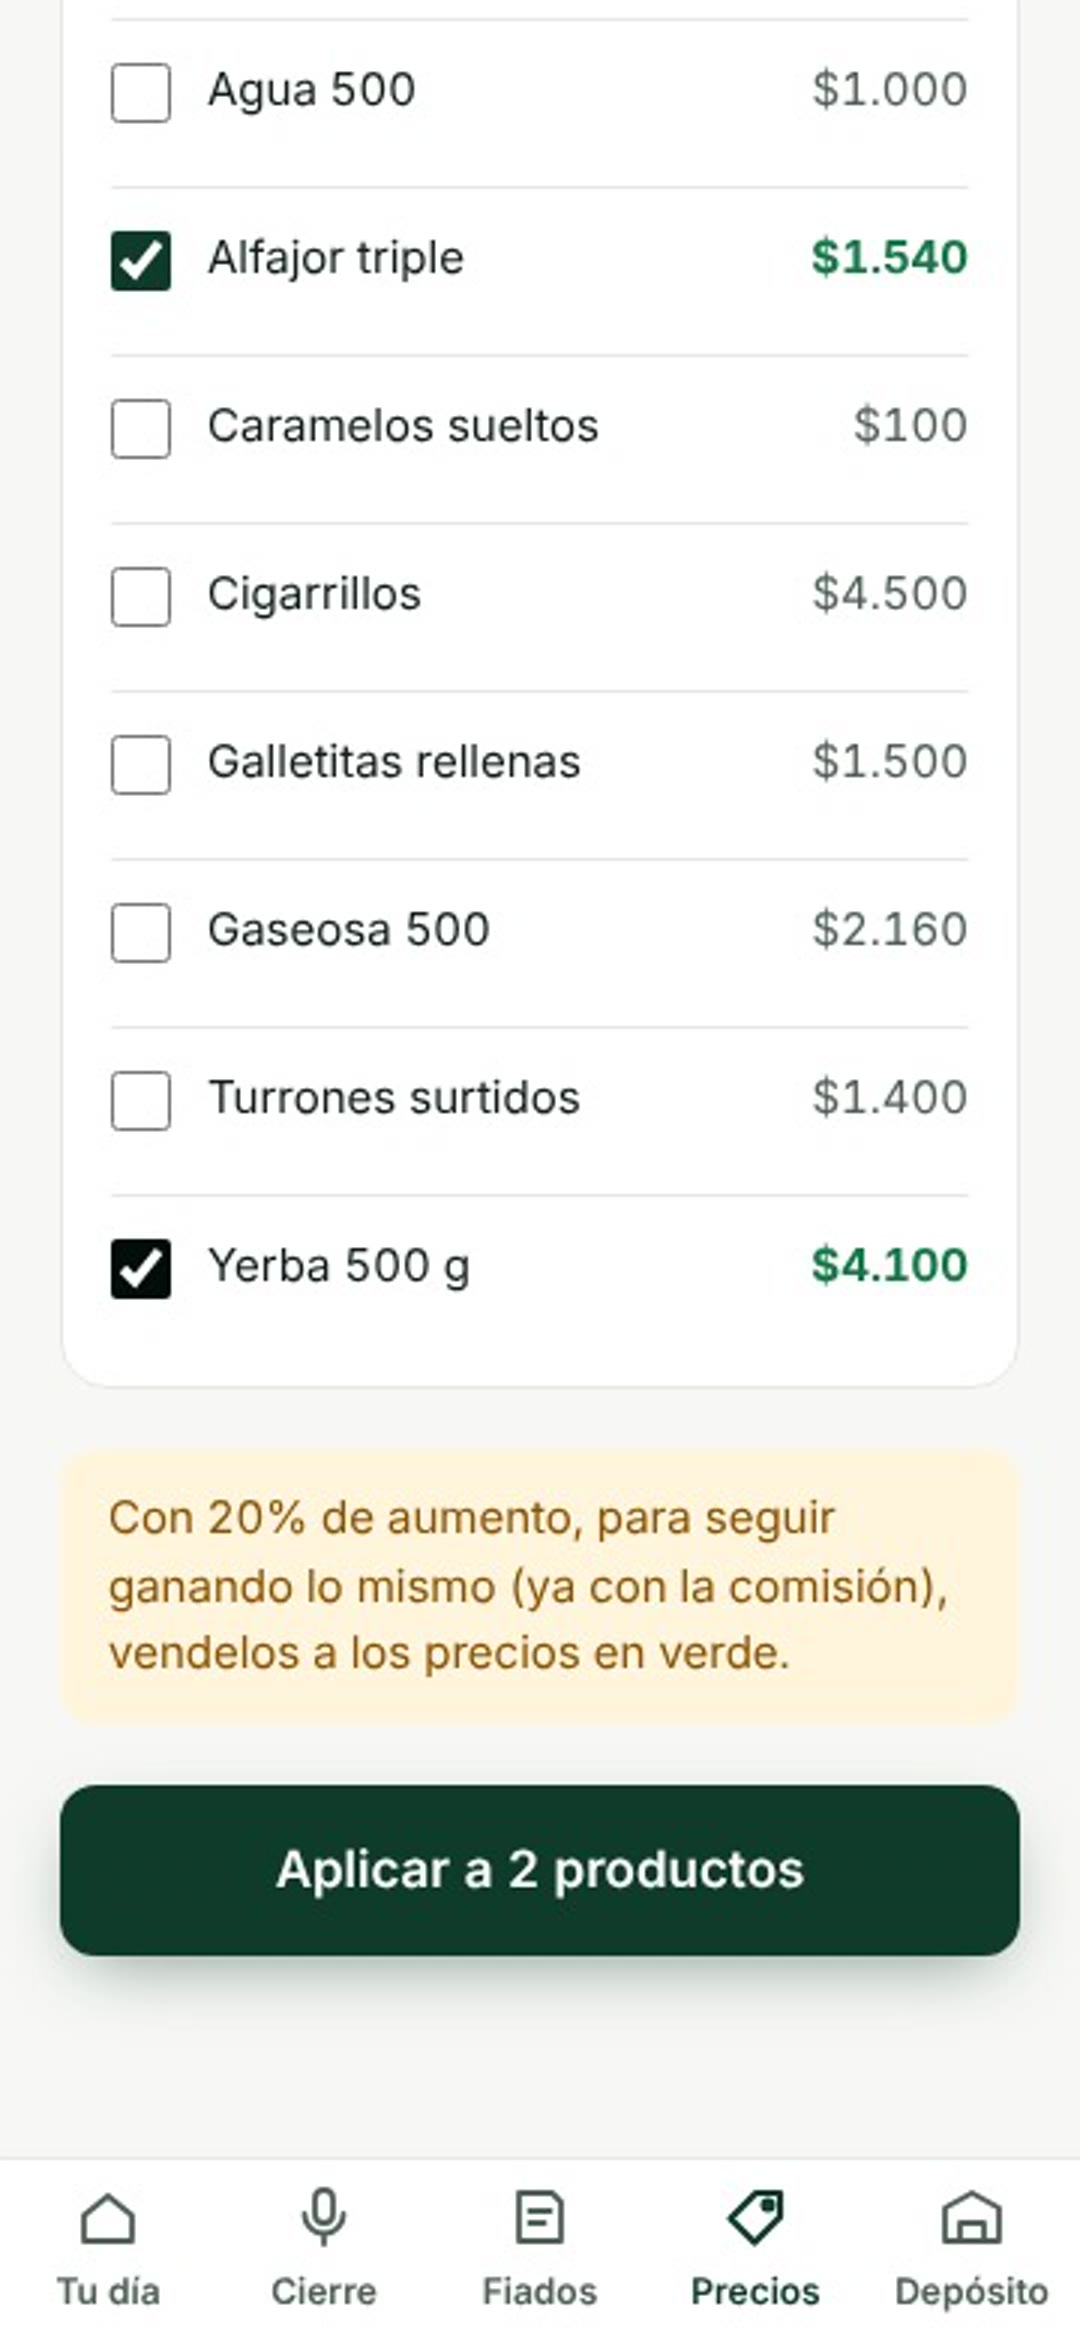 Agua 500 $1.000
Alfajor triple $1.540
Caramelos sueltos $100
Cigarrillos $4.500
Galletitas rellenas $1.500
Gaseosa 500 $2.160
Turrones surtidos $1.400
Yerba 500 g $4.100
Con 20% de aumento, para seguir
ganando lo mismo (ya con la comisión),
vendelos a los precios en verde.
Aplicar a 2 productos
Tu día Cierre Fiados Precios Depósito